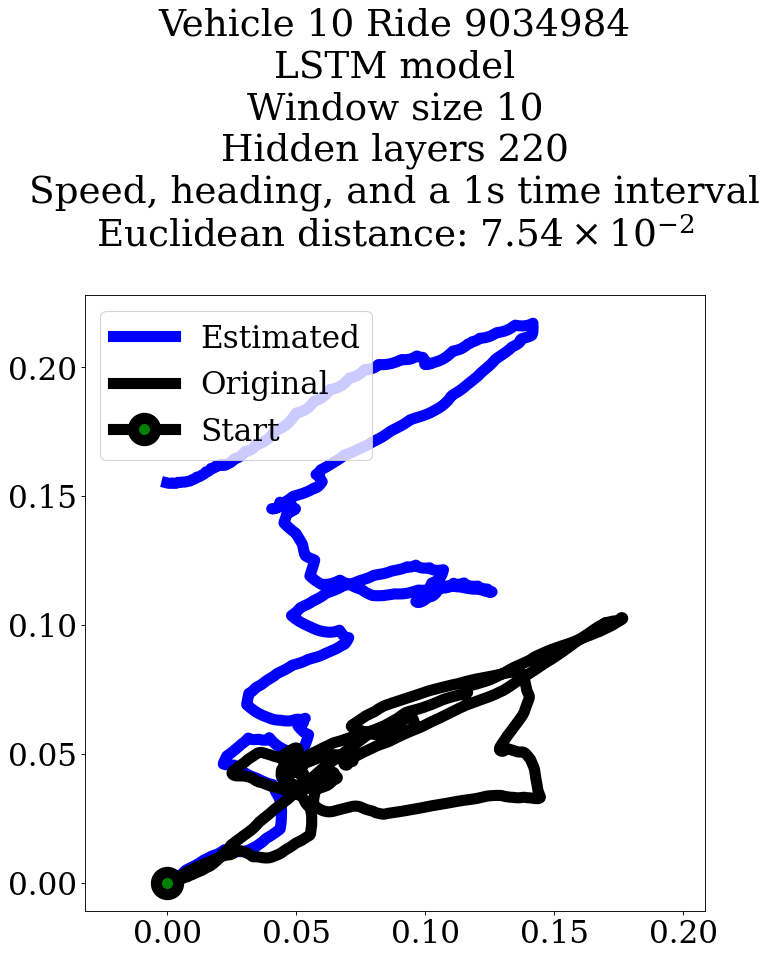 Vehicle 10 Ride 9034984
LSTM model
Window size 10
Hidden layers 220
Speed, heading, and a 1s time interval
Euclidean distance: 7.54 × 10⁻²
Estimated
Original
Start
0.20
0.15
0.10
0.05
0.00
0.00 0.05 0.10 0.15 0.20